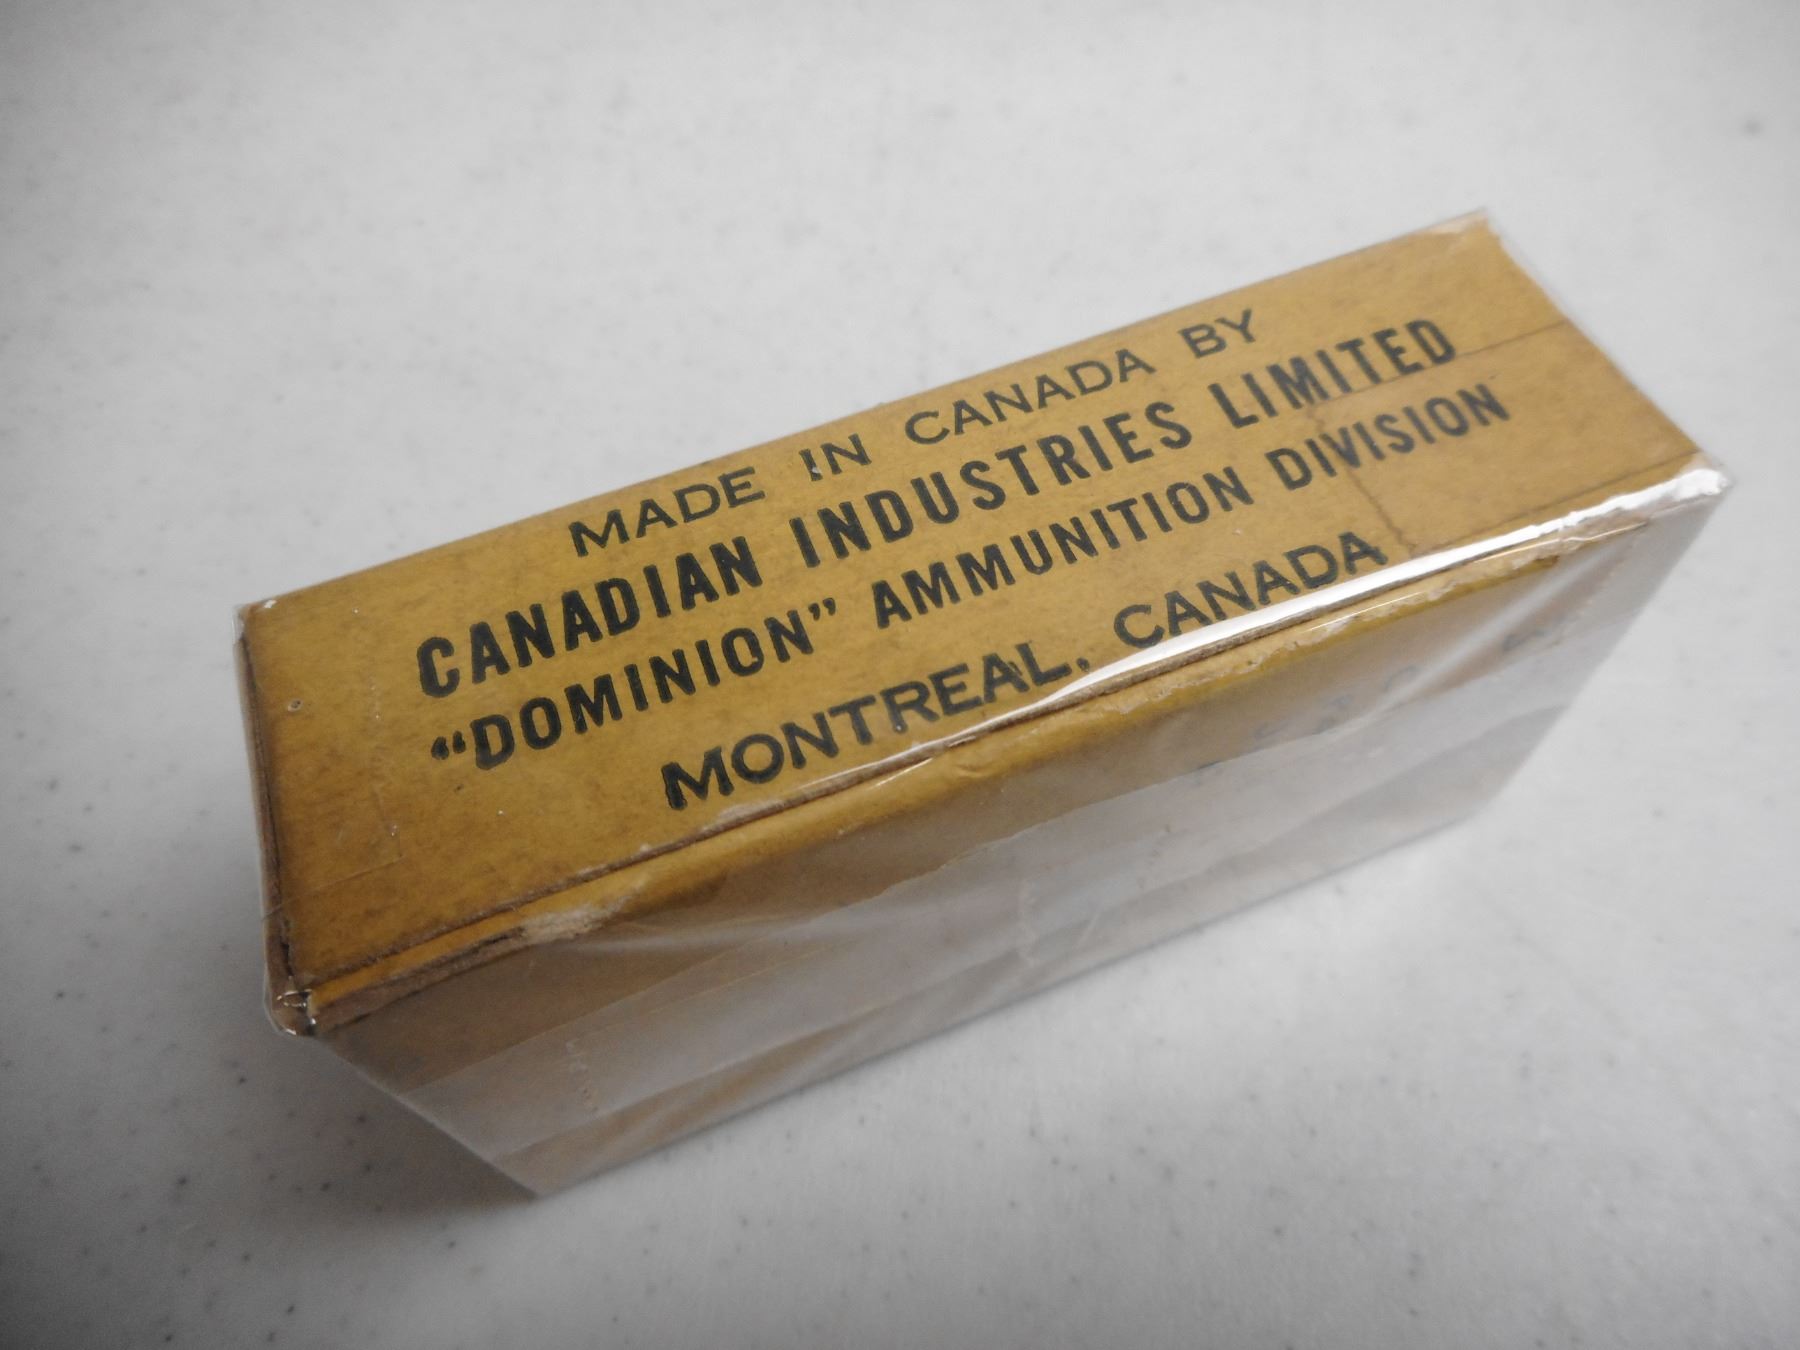 MADE IN CANADA BY
CANADIAN INDUSTRIES LIMITED
“DOMINION” AMMUNITION DIVISION
MONTREAL, CANADA